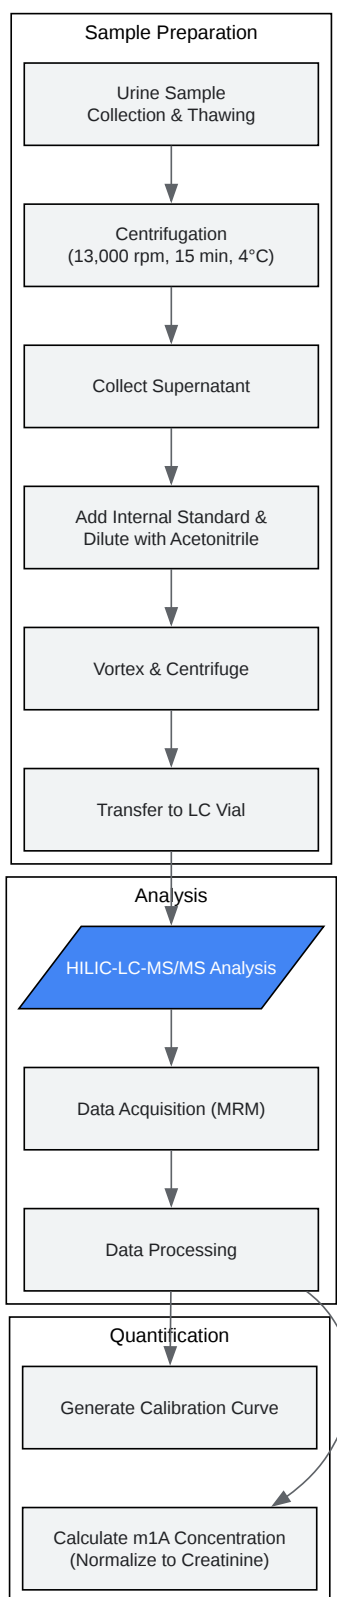 Sample Preparation
Urine Sample
Collection & Thawing
Centrifugation
(13,000 rpm, 15 min, 4°C)
Collect Supernatant
Add Internal Standard &
Dilute with Acetonitrile
Vortex & Centrifuge
Transfer to LC Vial
Analysis
HILIC-LC-MS/MS Analysis
Data Acquisition (MRM)
Data Processing
Quantification
Generate Calibration Curve
Calculate m1A Concentration
(Normalize to Creatinine)